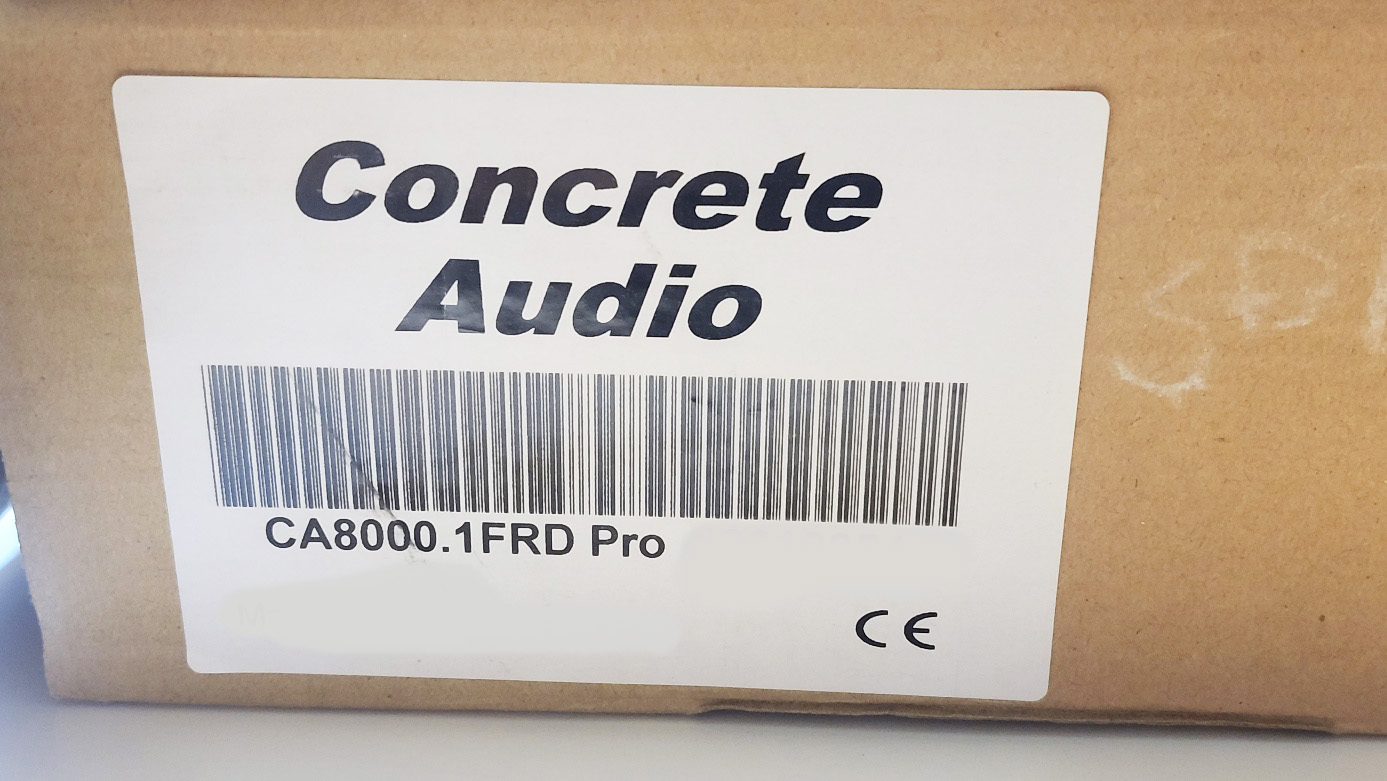 Concrete
Audio
CA8000.1FRD Pro
CE